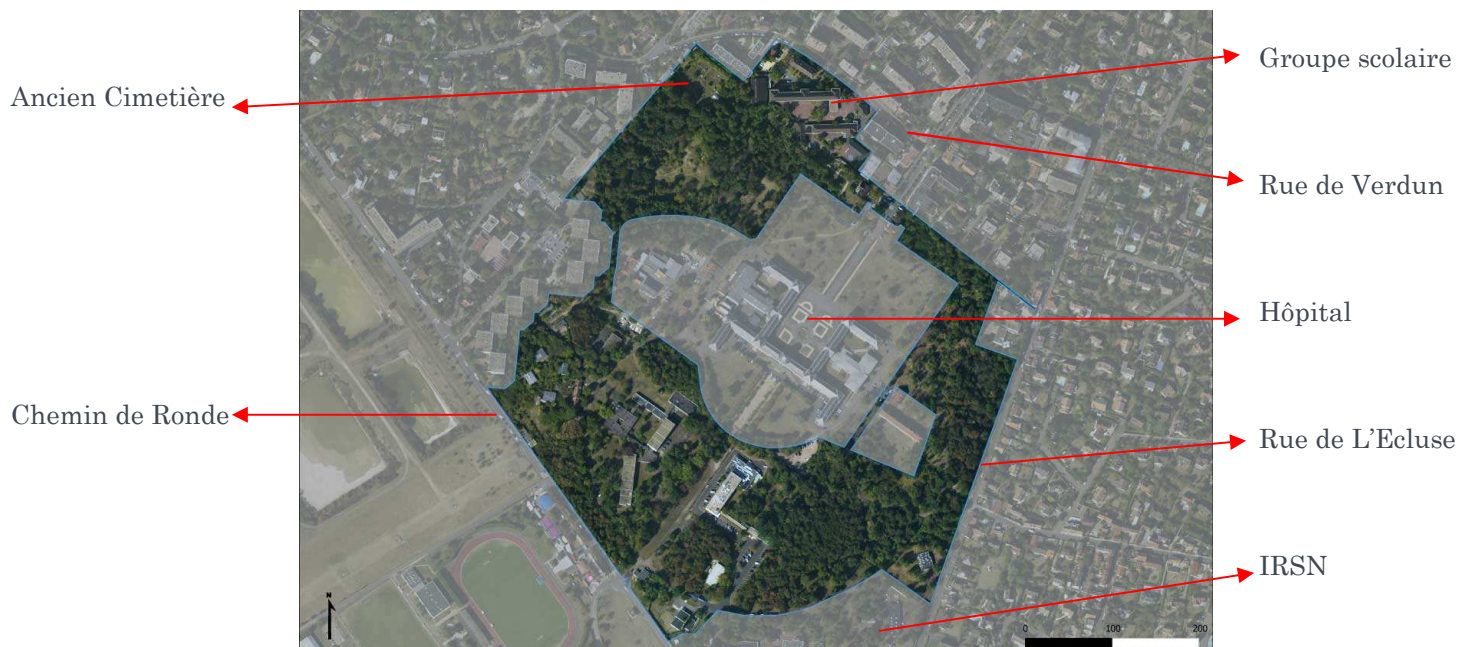 Groupe scolaire
Ancien Cimetière
Rue de Verdun
Hôpital
Chemin de Ronde
Rue de L’Ecluse
IRSN
N
0 100 200